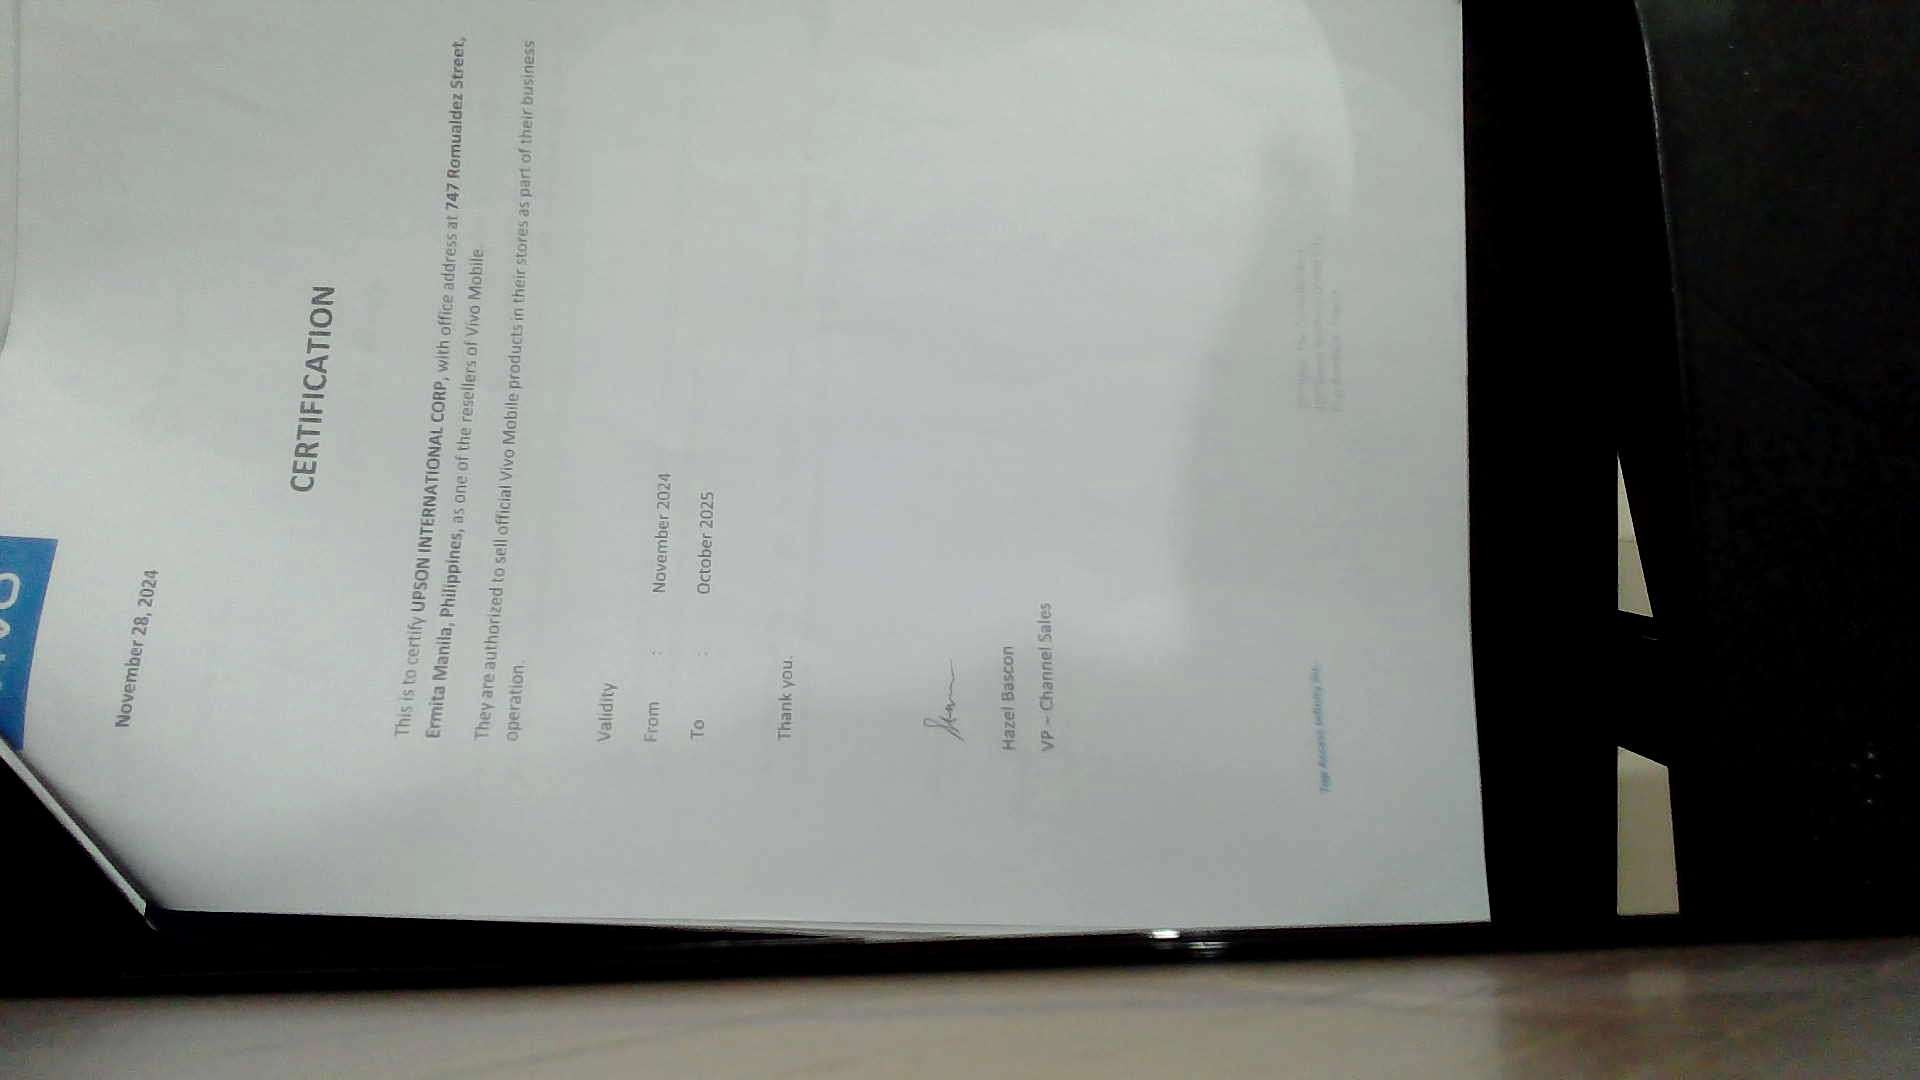 November 28, 2024
CERTIFICATION
This is to certify UPSON INTERNATIONAL CORP, with office address at 747 Romualdez Street,
Ermita Manila, Philippines, as one of the resellers of Vivo Mobile.
They are authorized to sell official Vivo Mobile products in their stores as part of their business
operation.
Validity
From : November 2024
To : October 2025
Thank you.
Hazel Bascon
VP – Channel Sales
Infinity Inc.